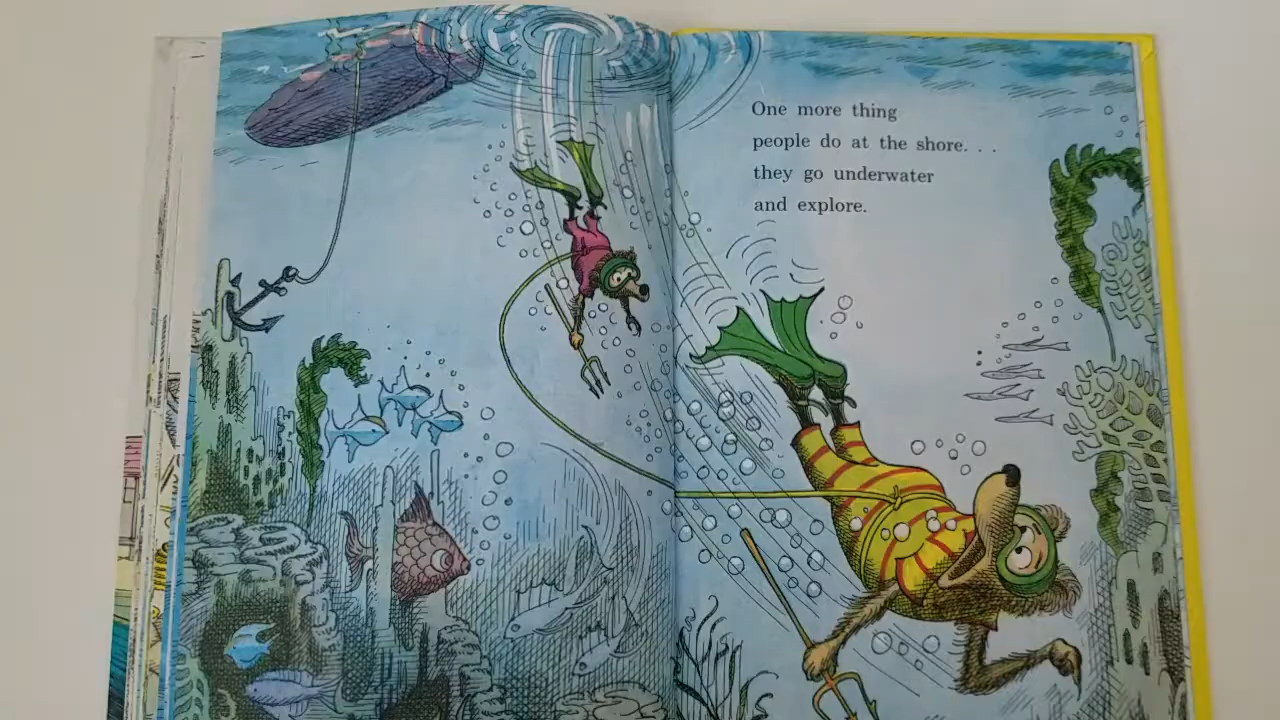 One more thing
people do at the shore. . .
they go underwater
and explore.